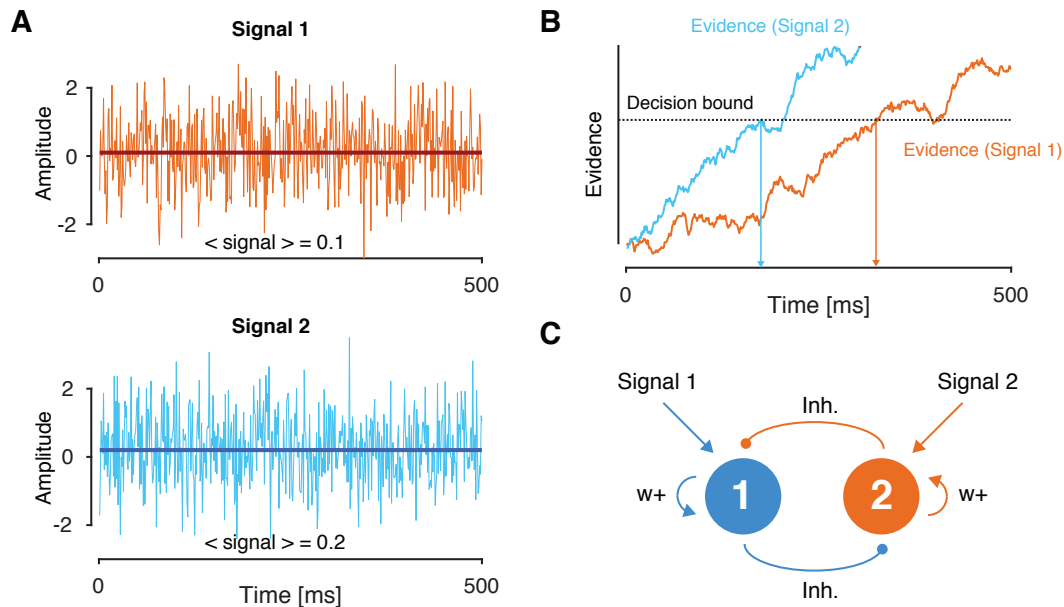 A
Signal 1
Amplitude
2
0
-2
< signal > = 0.1
0
500
Signal 2
Amplitude
2
0
-2
< signal > = 0.2
0
Time [ms]
500
B
Evidence (Signal 2)
Decision bound
Evidence
Evidence (Signal 1)
0
Time [ms]
500
C
Signal 1
Signal 2
Inh.
w+
1
2
w+
Inh.